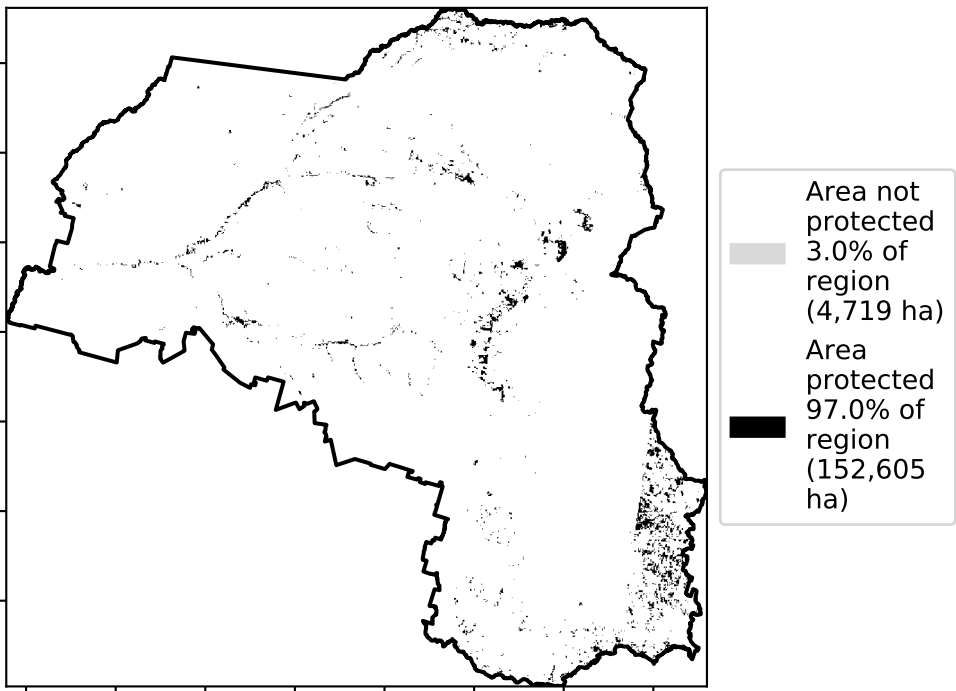 Area not
protected
3.0% of
region
(4,719 ha)
Area
protected
97.0% of
region
(152,605
ha)